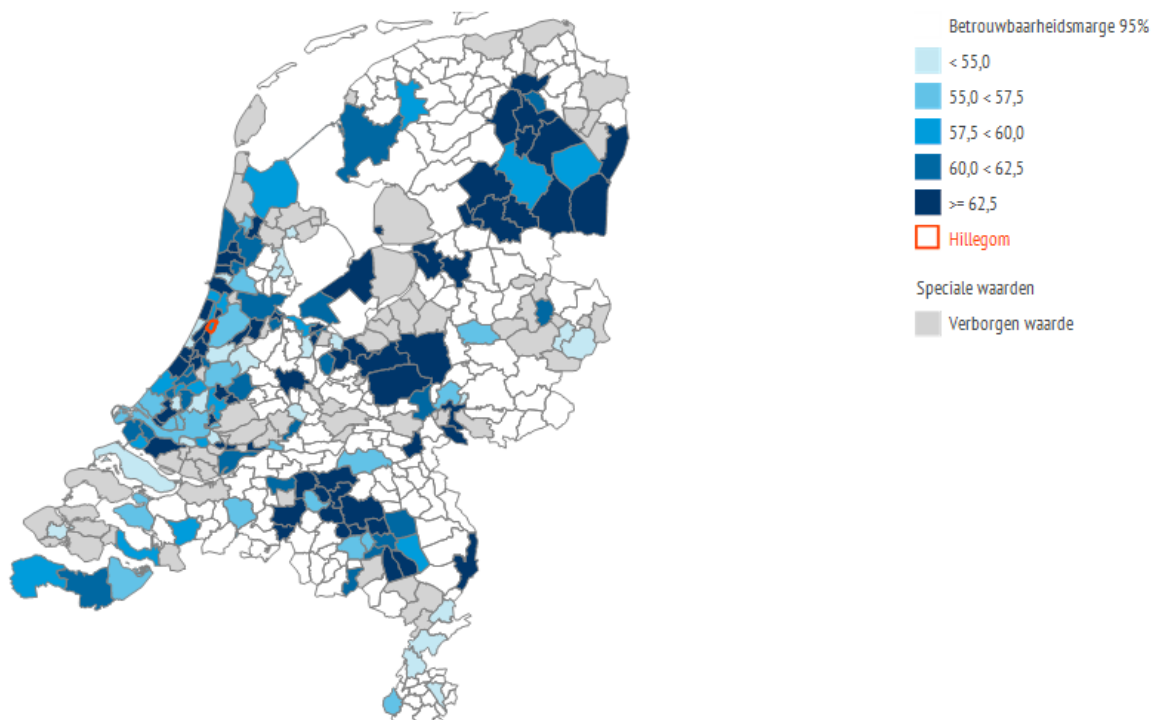 Betrouwbaarheidsmarge 95%
< 55,0
55,0 < 57,5
57,5 < 60,0
60,0 < 62,5
>= 62,5
Hillegom
Speciale waarden
Verborgen waarde